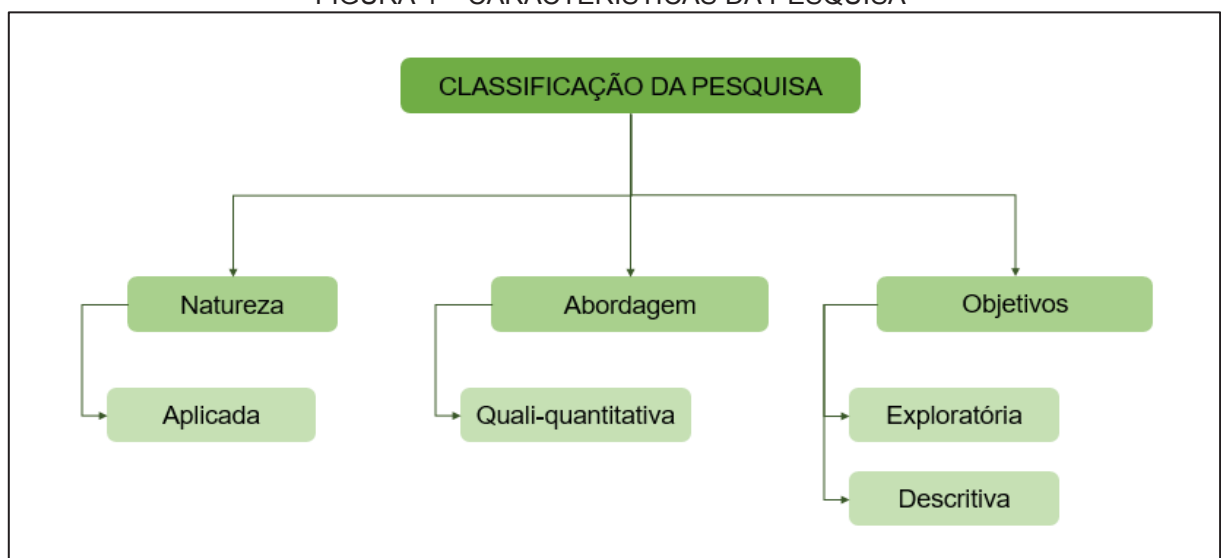 CLASSIFICAÇÃO DA PESQUISA
Natureza
Abordagem
Objetivos
Aplicada
Quali-quantitativa
Exploratória
Descritiva